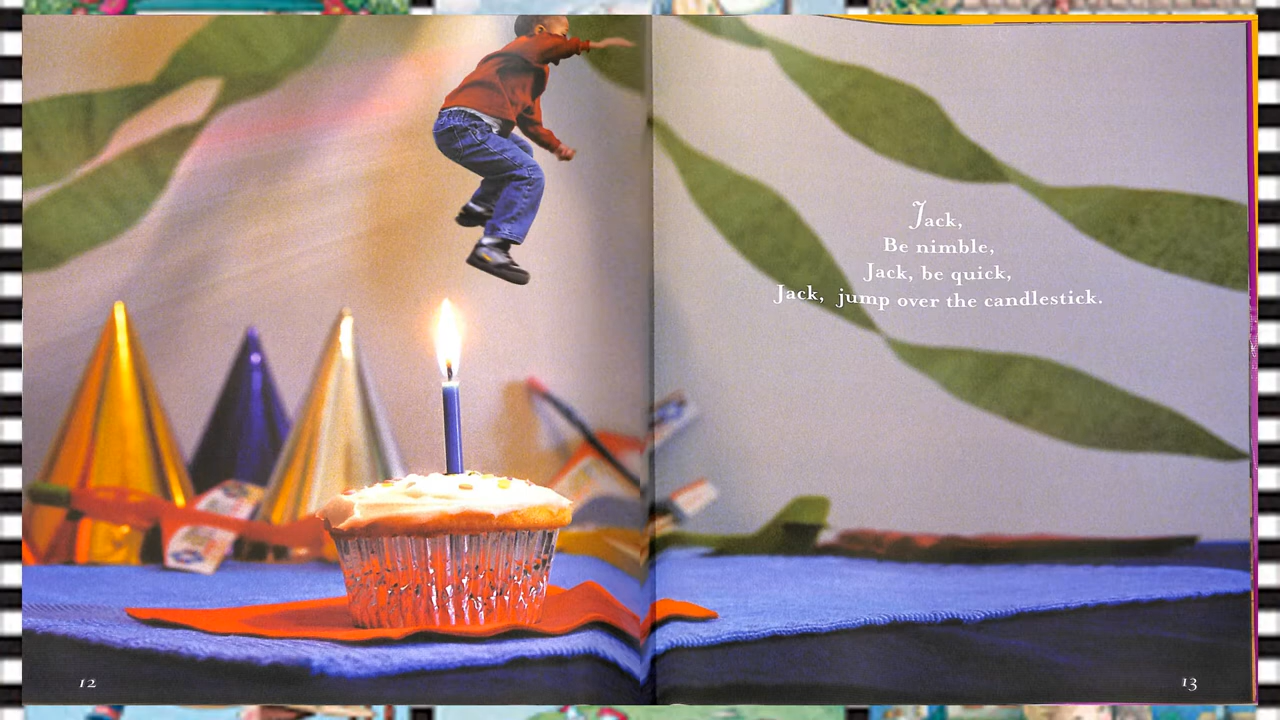 Jack,
Be nimble,
Jack, be quick,
Jack, jump over the candlestick.
12
13